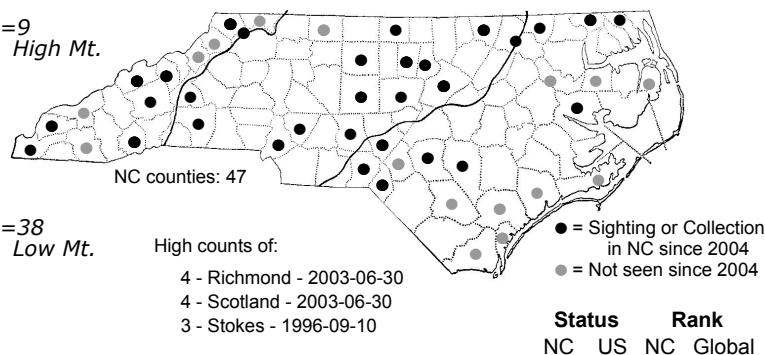 =9
High Mt.
NC counties: 47
=38
Low Mt.
High counts of:
4 - Richmond - 2003-06-30
4 - Scotland - 2003-06-30
3 - Stokes - 1996-09-10
● = Sighting or Collection
in NC since 2004
● = Not seen since 2004
Status Rank
NC US NC Global